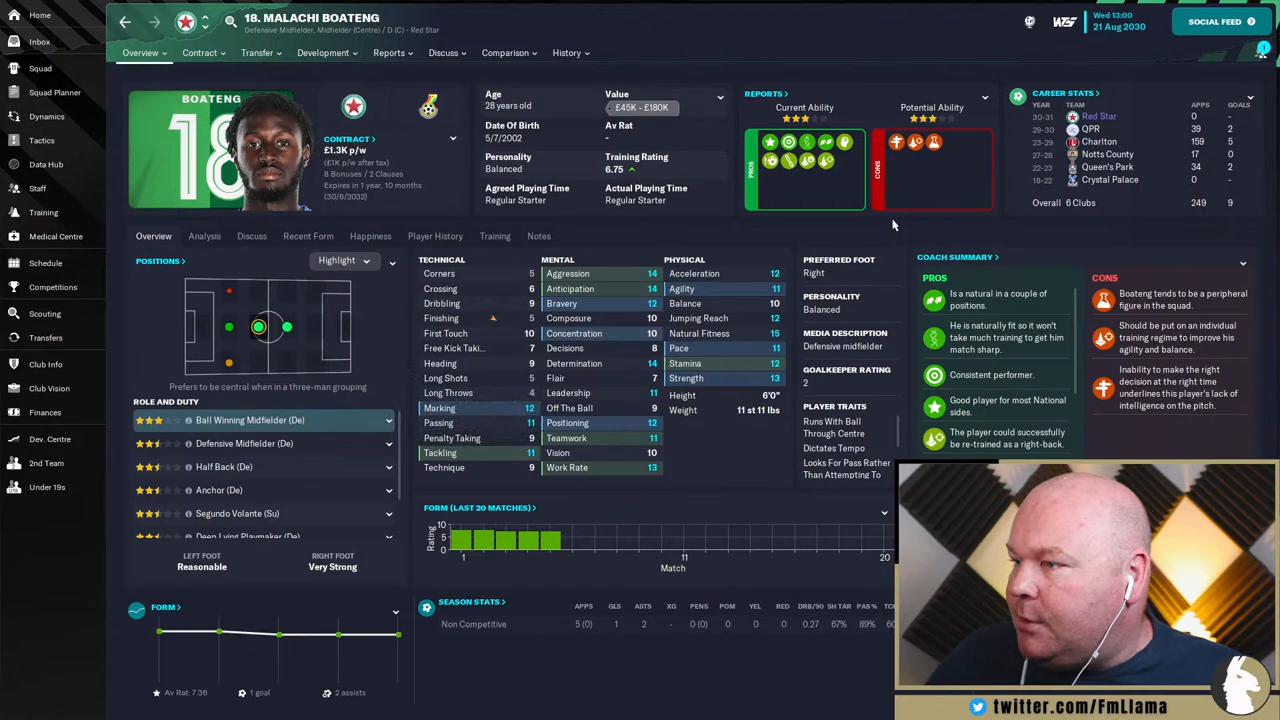 Home
Inbox
Squad
Squad Planner
Dynamics
Tactics
Data Hub
Staff
Training
Medical Centre
Schedule
Competitions
Scouting
Transfers
Club Info
Club Vision
Finances
Dev. Centre
2nd Team
Under 19s
18. MALACHI BOATENG
Defensive Midfielder, Midfielder (Centre) / D (C) - Red Star
Wed 13:00
21 Aug 2030
SOCIAL FEED
1
Overview
Contract
Transfer
Development
Reports
Discuss
Comparison
History
BOATENG
18
CONTRACT
£1.3K p/w
(£1K p/w after tax)
8 Bonuses / 2 Clauses
Expires in 1 year, 10 months
(30/6/2032)
Age
28 years old
Date Of Birth
5/7/2002
Personality
Balanced
Agreed Playing Time
Regular Starter
Value
£45K - £180K
Av Rat
-
Training Rating
6.75
Actual Playing Time
Regular Starter
REPORTS
Current Ability
Potential Ability
PROS
CONS
CAREER STATS
YEAR TEAM APPS GOALS
30-31 Red Star 0 -
29-30 QPR 39 2
23-29 Charlton 159 5
27-28 Notts County 17 0
22-23 Queen's Park 34 2
18-22 Crystal Palace 0 -
Overall 6 Clubs 249 9
Overview
Analysis
Discuss
Recent Form
Happiness
Player History
Training
Notes
POSITIONS
Highlight
Prefers to be central when in a three-man grouping
ROLE AND DUTY
Ball Winning Midfielder (De)
Defensive Midfielder (De)
Half Back (De)
Anchor (De)
Segundo Volante (Su)
Deep Lying Playmaker (De)
LEFT FOOT
Reasonable
RIGHT FOOT
Very Strong
TECHNICAL
Corners 5
Crossing 6
Dribbling 9
Finishing 5
First Touch 10
Free Kick Taki... 7
Heading 9
Long Shots 5
Long Throws 4
Marking 12
Passing 11
Penalty Taking 9
Tackling 11
Technique 9
MENTAL
Aggression 14
Anticipation 14
Bravery 12
Composure 10
Concentration 10
Decisions 8
Determination 14
Flair 7
Leadership 11
Off The Ball 9
Positioning 12
Teamwork 11
Vision 10
Work Rate 13
PHYSICAL
Acceleration 12
Agility 11
Balance 10
Jumping Reach 12
Natural Fitness 15
Pace 11
Stamina 12
Strength 13
Height 6'0"
Weight 11 st 11 lbs
PREFERRED FOOT
Right
PERSONALITY
Balanced
MEDIA DESCRIPTION
Defensive midfielder
GOALKEEPER RATING
2
PLAYER TRAITS
Runs With Ball
Through Centre
Dictates Tempo
Looks For Pass Rather
Than Attempting To
COACH SUMMARY
PROS
Is a natural in a couple of
positions.
He is naturally fit so it won't
take much training to get him
match sharp.
Consistent performer.
Good player for most National
sides.
The player could successfully
be re-trained as a right-back.
CONS
Boateng tends to be a peripheral
figure in the squad.
Should be put on an individual
training regime to improve his
agility and balance.
Inability to make the right
decision at the right time
underlines this player's lack of
intelligence on the pitch.
FORM (LAST 20 MATCHES)
Rating
10
5
0
1
11
20
Match
FORM
Av Rat: 7.36
1 goal
2 assists
SEASON STATS
APPS GLS ASTS XG PENS POM YEL RED DRB/90 SH TAR PAS%
Non Competitive 5 (0) 1 2 - 0 (0) 0 0 0 0.27 67% 89%
twitter.com/FmLlama